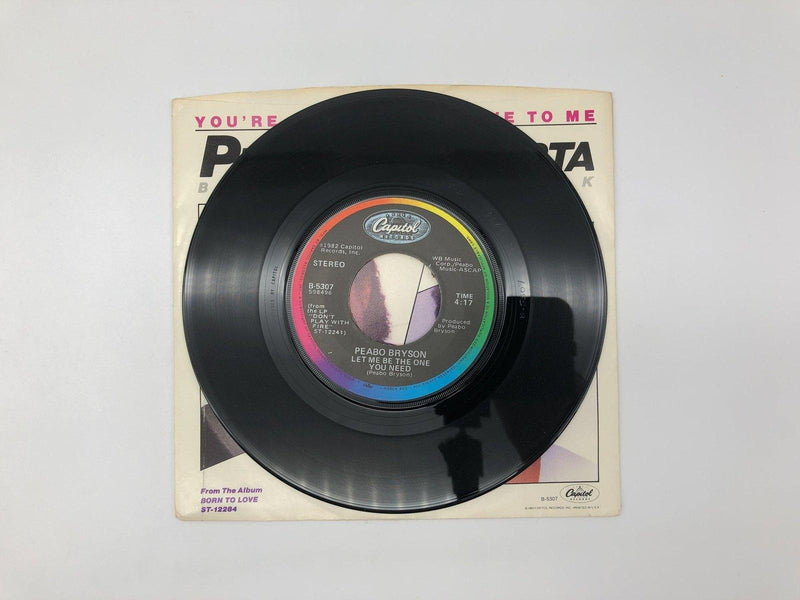 YOU'RE
E TO ME
P
TA
B
K
Capitol
RECORDS
℗1982 Capitol
Records, Inc.
STEREO
B-5307
598496
(from
the LP
"DON'T
PLAY WITH
FIRE"
ST-12241)
WB Music
Corp./Peabo
Music-ASCAP
TIME
4:17
Produced
by Peabo
Bryson
PEABO BRYSON
LET ME BE THE ONE
YOU NEED
(Peabo Bryson)
From The Album
BORN TO LOVE
ST-12284
B-5307
Capitol